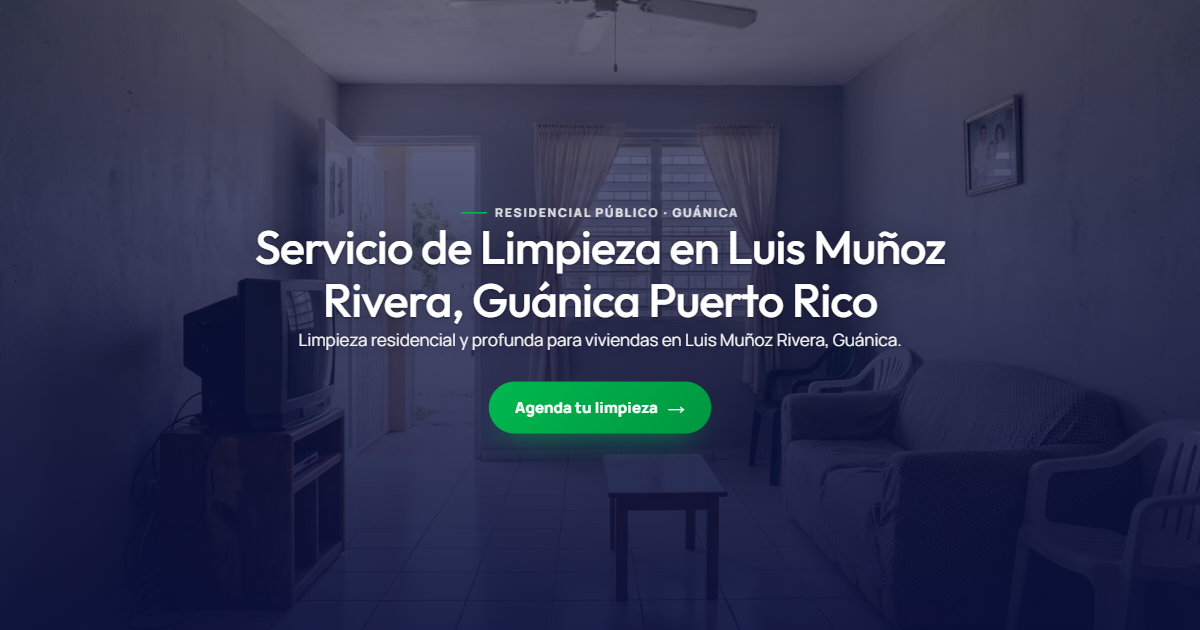 RESIDENCIAL PÚBLICO · GUÁNICA
Servicio de Limpieza en Luis Muñoz
Rivera, Guánica Puerto Rico
Limpieza residencial y profunda para viviendas en Luis Muñoz Rivera, Guánica.
Agenda tu limpieza →